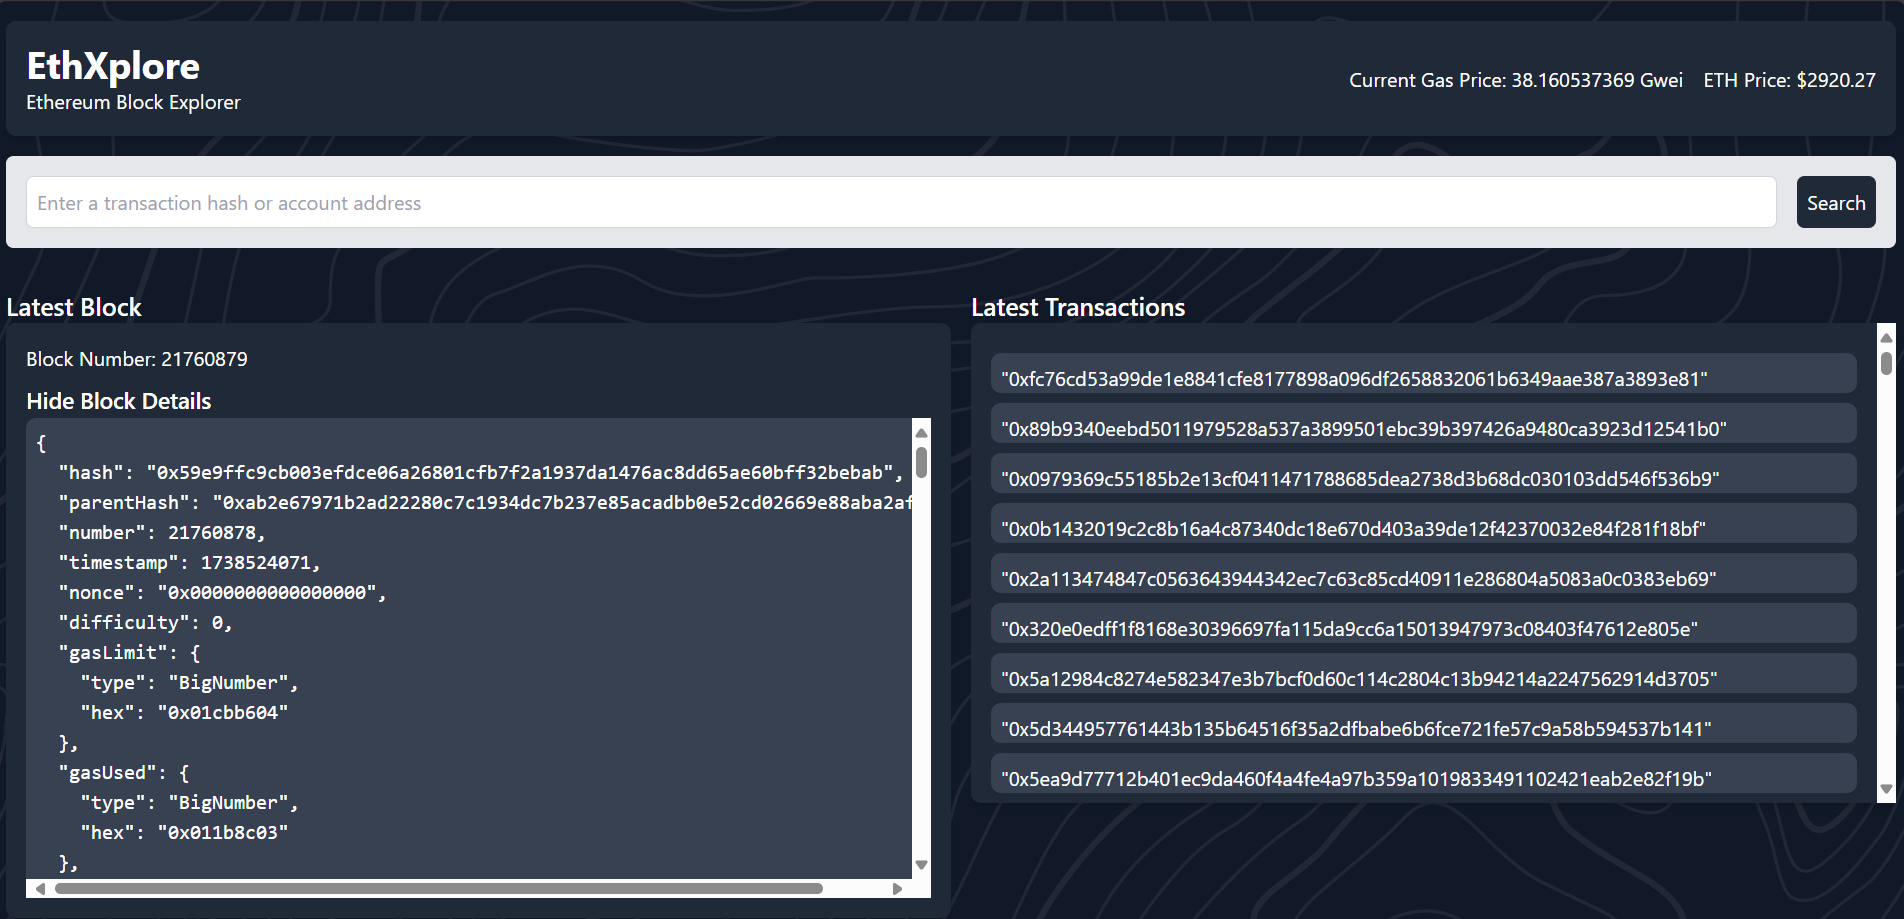 EthXplore
Ethereum Block Explorer
Current Gas Price: 38.160537369 Gwei
ETH Price: $2920.27
Enter a transaction hash or account address
Search
Latest Block
Block Number: 21760879
Hide Block Details
{
"hash": "0x59e9ffc9cb003efdce06a26801cfb7f2a1937da1476ac8dd65ae60bff32bebab",
"parentHash": "0xab2e67971b2ad22280c7c1934dc7b237e85acadbb0e52cd02669e88aba2af
"number": 21760878,
"timestamp": 1738524071,
"nonce": "0x0000000000000000",
"difficulty": 0,
"gasLimit": {
"type": "BigNumber",
"hex": "0x01cbb604"
},
"gasUsed": {
"type": "BigNumber",
"hex": "0x011b8c03"
},
Latest Transactions
"0xfc76cd53a99de1e8841cfe8177898a096df2658832061b6349aae387a3893e81"
"0x89b9340eebd5011979528a537a3899501ebc39b397426a9480ca3923d12541b0"
"0x0979369c55185b2e13cf0411471788685dea2738d3b68dc030103dd546f536b9"
"0x0b1432019c2c8b16a4c87340dc18e670d403a39de12f42370032e84f281f18bf"
"0x2a113474847c0563643944342ec7c63c85cd40911e286804a5083a0c0383eb69"
"0x320e0edff1f8168e30396697fa115da9cc6a15013947973c08403f47612e805e"
"0x5a12984c8274e582347e3b7bcf0d60c114c2804c13b94214a2247562914d3705"
"0x5d344957761443b135b64516f35a2dfbabe6b6fce721fe57c9a58b594537b141"
"0x5ea9d77712b401ec9da460f4a4fe4a97b359a1019833491102421eab2e82f19b"